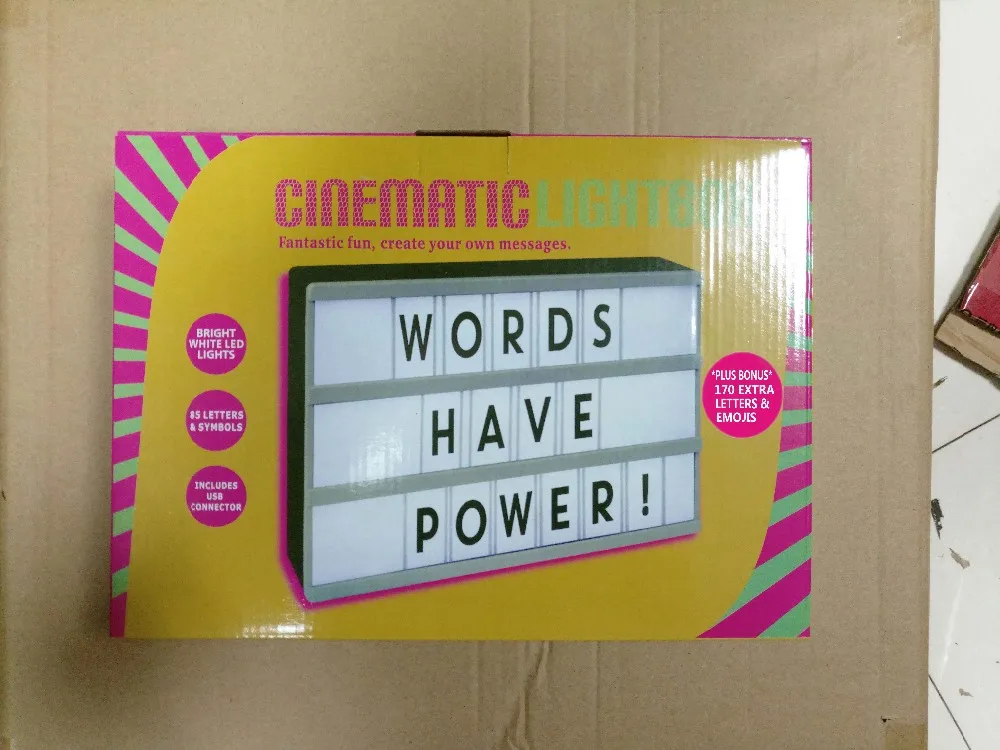 CINEMATIC LIGHTBOX
Fantastic fun, create your own messages.
BRIGHT
WHITE LED
LIGHTS
85 LETTERS
& SYMBOLS
INCLUDES
USB
CONNECTOR
WORDS
HAVE
POWER!
*PLUS BONUS*
170 EXTRA
LETTERS &
EMOJIS